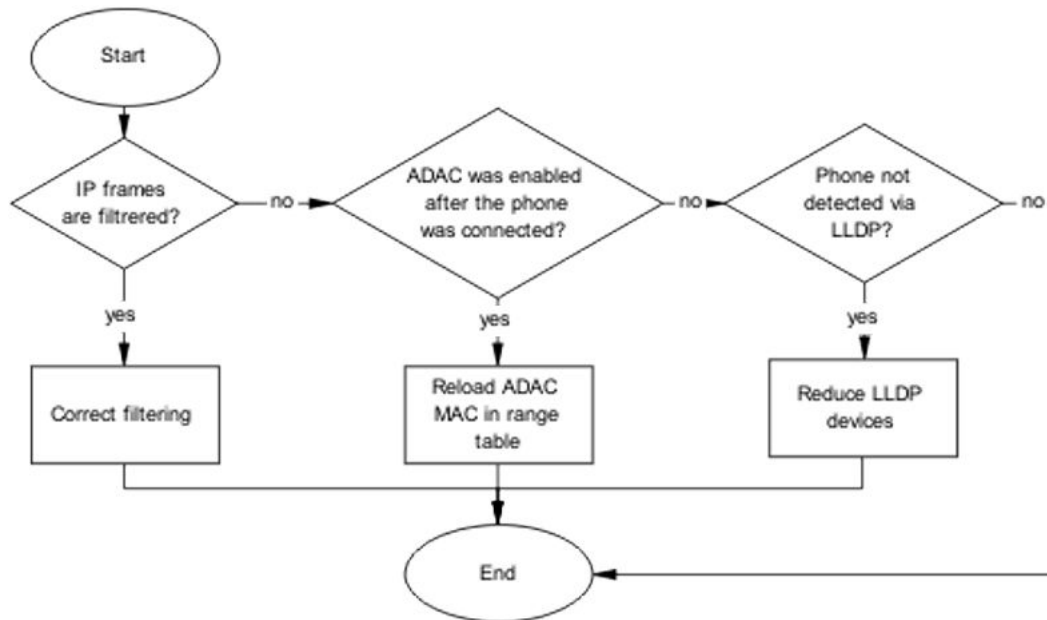 Start
IP frames
are filtrered?
no
ADAC was enabled
after the phone
was connected?
no
Phone not
detected via
LLDP?
no
yes
yes
yes
Correct filtering
Reload ADAC
MAC in range
table
Reduce LLDP
devices
End